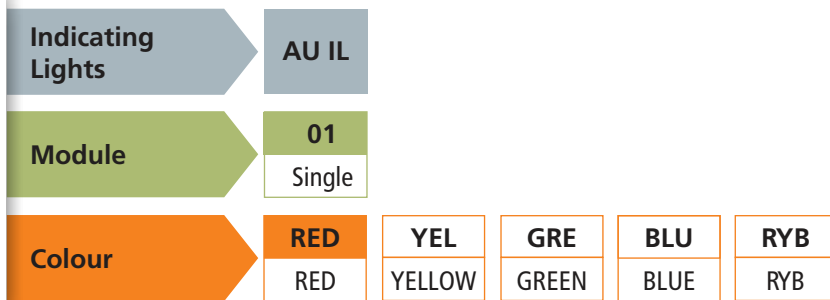 Indicating
Lights
AU IL
Module
01
Single
Colour
RED YEL GRE BLU RYB
RED YELLOW GREEN BLUE RYB